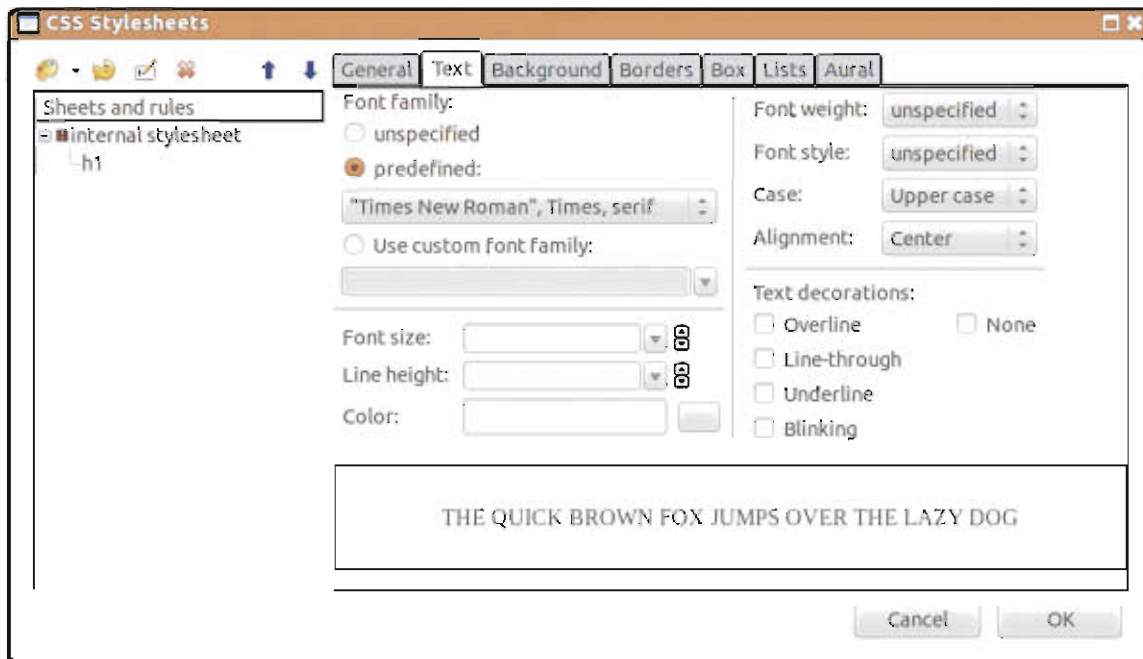 CSS Stylesheets
General Text Background Borders Box Lists Aural
Sheets and rules
internal stylesheet
h1
Font family:
unspecified
predefined:
"Times New Roman", Times, serif
Use custom font family:
Font size:
Line height:
Color:
Font weight: unspecified
Font style: unspecified
Case: Upper case
Alignment: Center
Text decorations:
Overline None
Line-through
Underline
Blinking
THE QUICK BROWN FOX JUMPS OVER THE LAZY DOG
Cancel OK